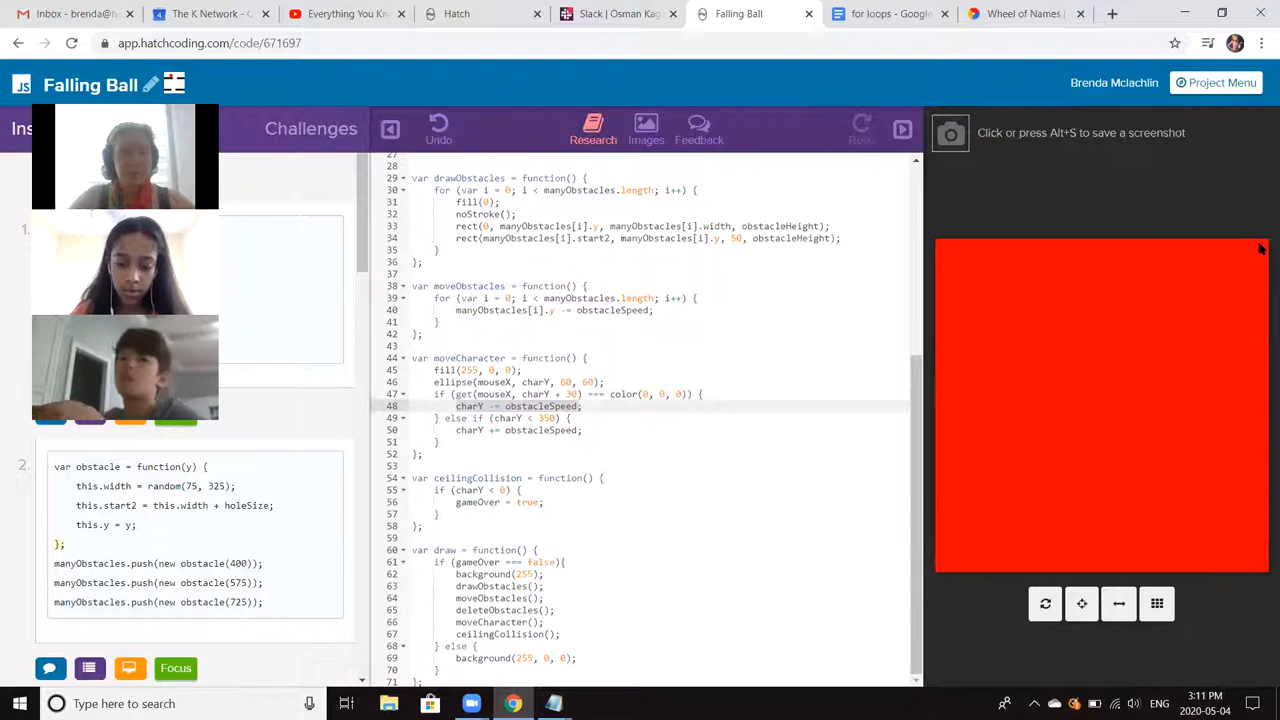 Inbox - brenda@h
The K Network - C
Everything You Kn
Hatch
Slack | Osman Kag
Falling Ball
for loops - Google
Wheel of Names |
app.hatchcoding.com/code/671697
JS Falling Ball
Brenda Mclachlin
Project Menu
Ins
Challenges
Undo
Research
Images
Feedback
Redo
Click or press Alt+S to save a screenshot
27
28
29 var drawObstacles = function() {
30 for (var i = 0; i < manyObstacles.length; i++) {
31 fill(0);
32 noStroke();
33 rect(0, manyObstacles[i].y, manyObstacles[i].width, obstacleHeight);
34 rect(manyObstacles[i].start2, manyObstacles[i].y, 50, obstacleHeight);
35 }
36 };
37
38 var moveObstacles = function() {
39 for (var i = 0; i < manyObstacles.length; i++) {
40 manyObstacles[i].y -= obstacleSpeed;
41 }
42 };
43
44 var moveCharacter = function() {
45 fill(255, 0, 0);
46 ellipse(mouseX, charY, 60, 60);
47 if (get(mouseX, charY + 30) === color(0, 0, 0)) {
48 charY -= obstacleSpeed;
49 } else if (charY < 350) {
50 charY += obstacleSpeed;
51 }
52 };
53
54 var ceilingCollision = function() {
55 if (charY < 0) {
56 gameOver = true;
57 }
58 };
59
60 var draw = function() {
61 if (gameOver === false){
62 background(255);
63 drawObstacles();
64 moveObstacles();
65 deleteObstacles();
66 moveCharacter();
67 ceilingCollision();
68 } else {
69 background(255, 0, 0);
70 }
71 };
1
2.
var obstacle = function(y) {
this.width = random(75, 325);
this.start2 = this.width + holeSize;
this.y = y;
};
manyObstacles.push(new obstacle(400));
manyObstacles.push(new obstacle(575));
manyObstacles.push(new obstacle(725));
Focus
Type here to search
ENG
3:11 PM
2020-05-04